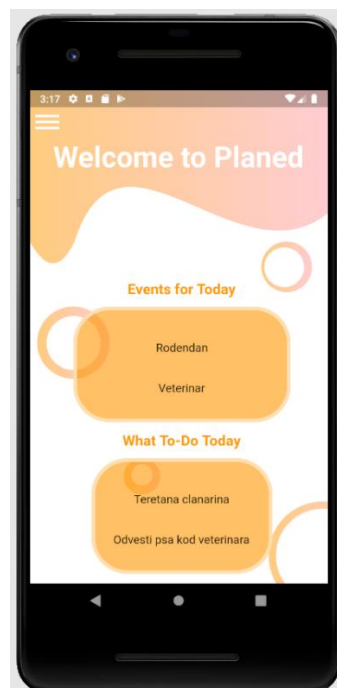 3:17
Welcome to Planed
Events for Today
Rodendan
Veterinar
What To-Do Today
Teretana clanarina
Odvesti psa kod veterinara